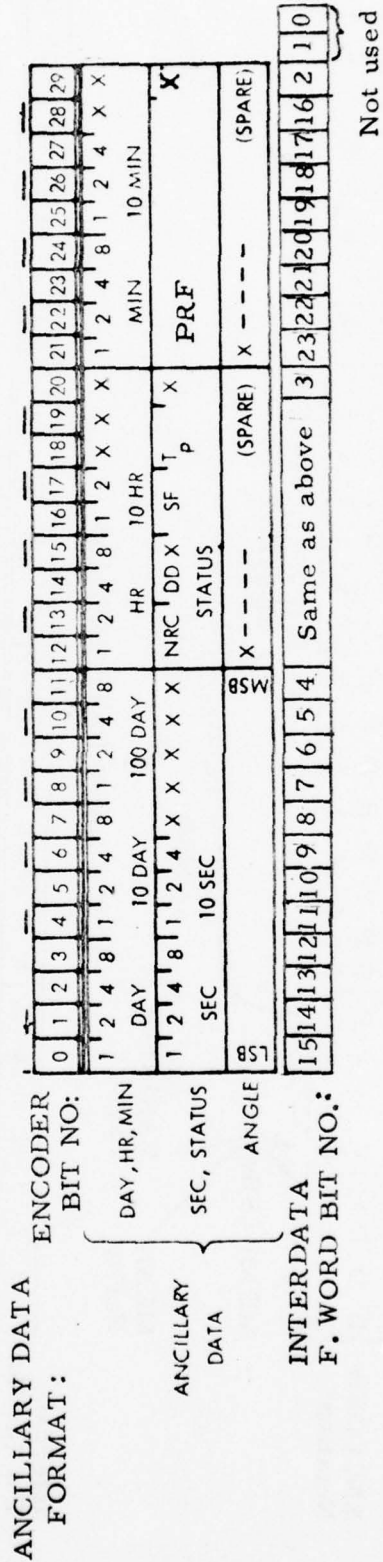 ANCILLARY DATA
FORMAT:
ENCODER
BIT NO:
0 1 2 3 4 5 6 7 8 9 10 11 12 13 14 15 16 17 18 19 20 21 22 23 24 25 26 27 28 29
ANCILLARY
DATA
DAY, HR, MIN
1 2 4 8 1 2 4 8 1 2 4 8 1 2 4 8 1 2 X X X 1 2 4 8 1 2 4 X X
DAY 10 DAY 100 DAY HR 10 HR MIN 10 MIN
SEC, STATUS
1 2 4 8 1 2 4 X X X X X NRC DD X SF Tp X X
SEC 10 SEC STATUS PRF
ANGLE
LSB MSB X ---- (SPARE) X ---- (SPARE)
INTERDATA
F. WORD BIT NO.:
15 14 13 12 11 10 9 8 7 6 5 4 Same as above 3 23 22 21 20 19 18 17 16 2 1 0
Not used